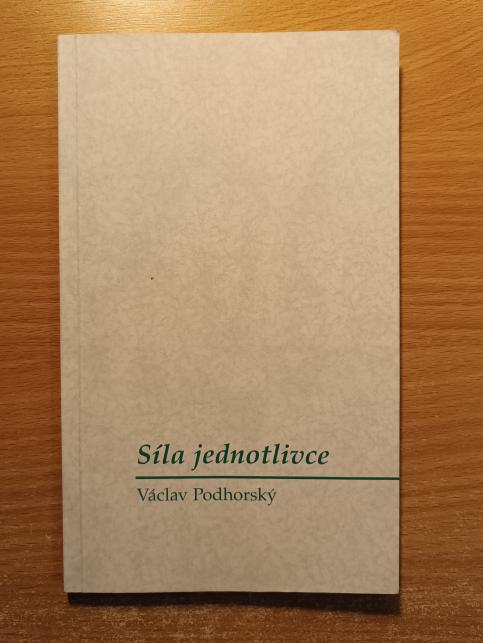 Síla jednotlivce
Václav Podhorský